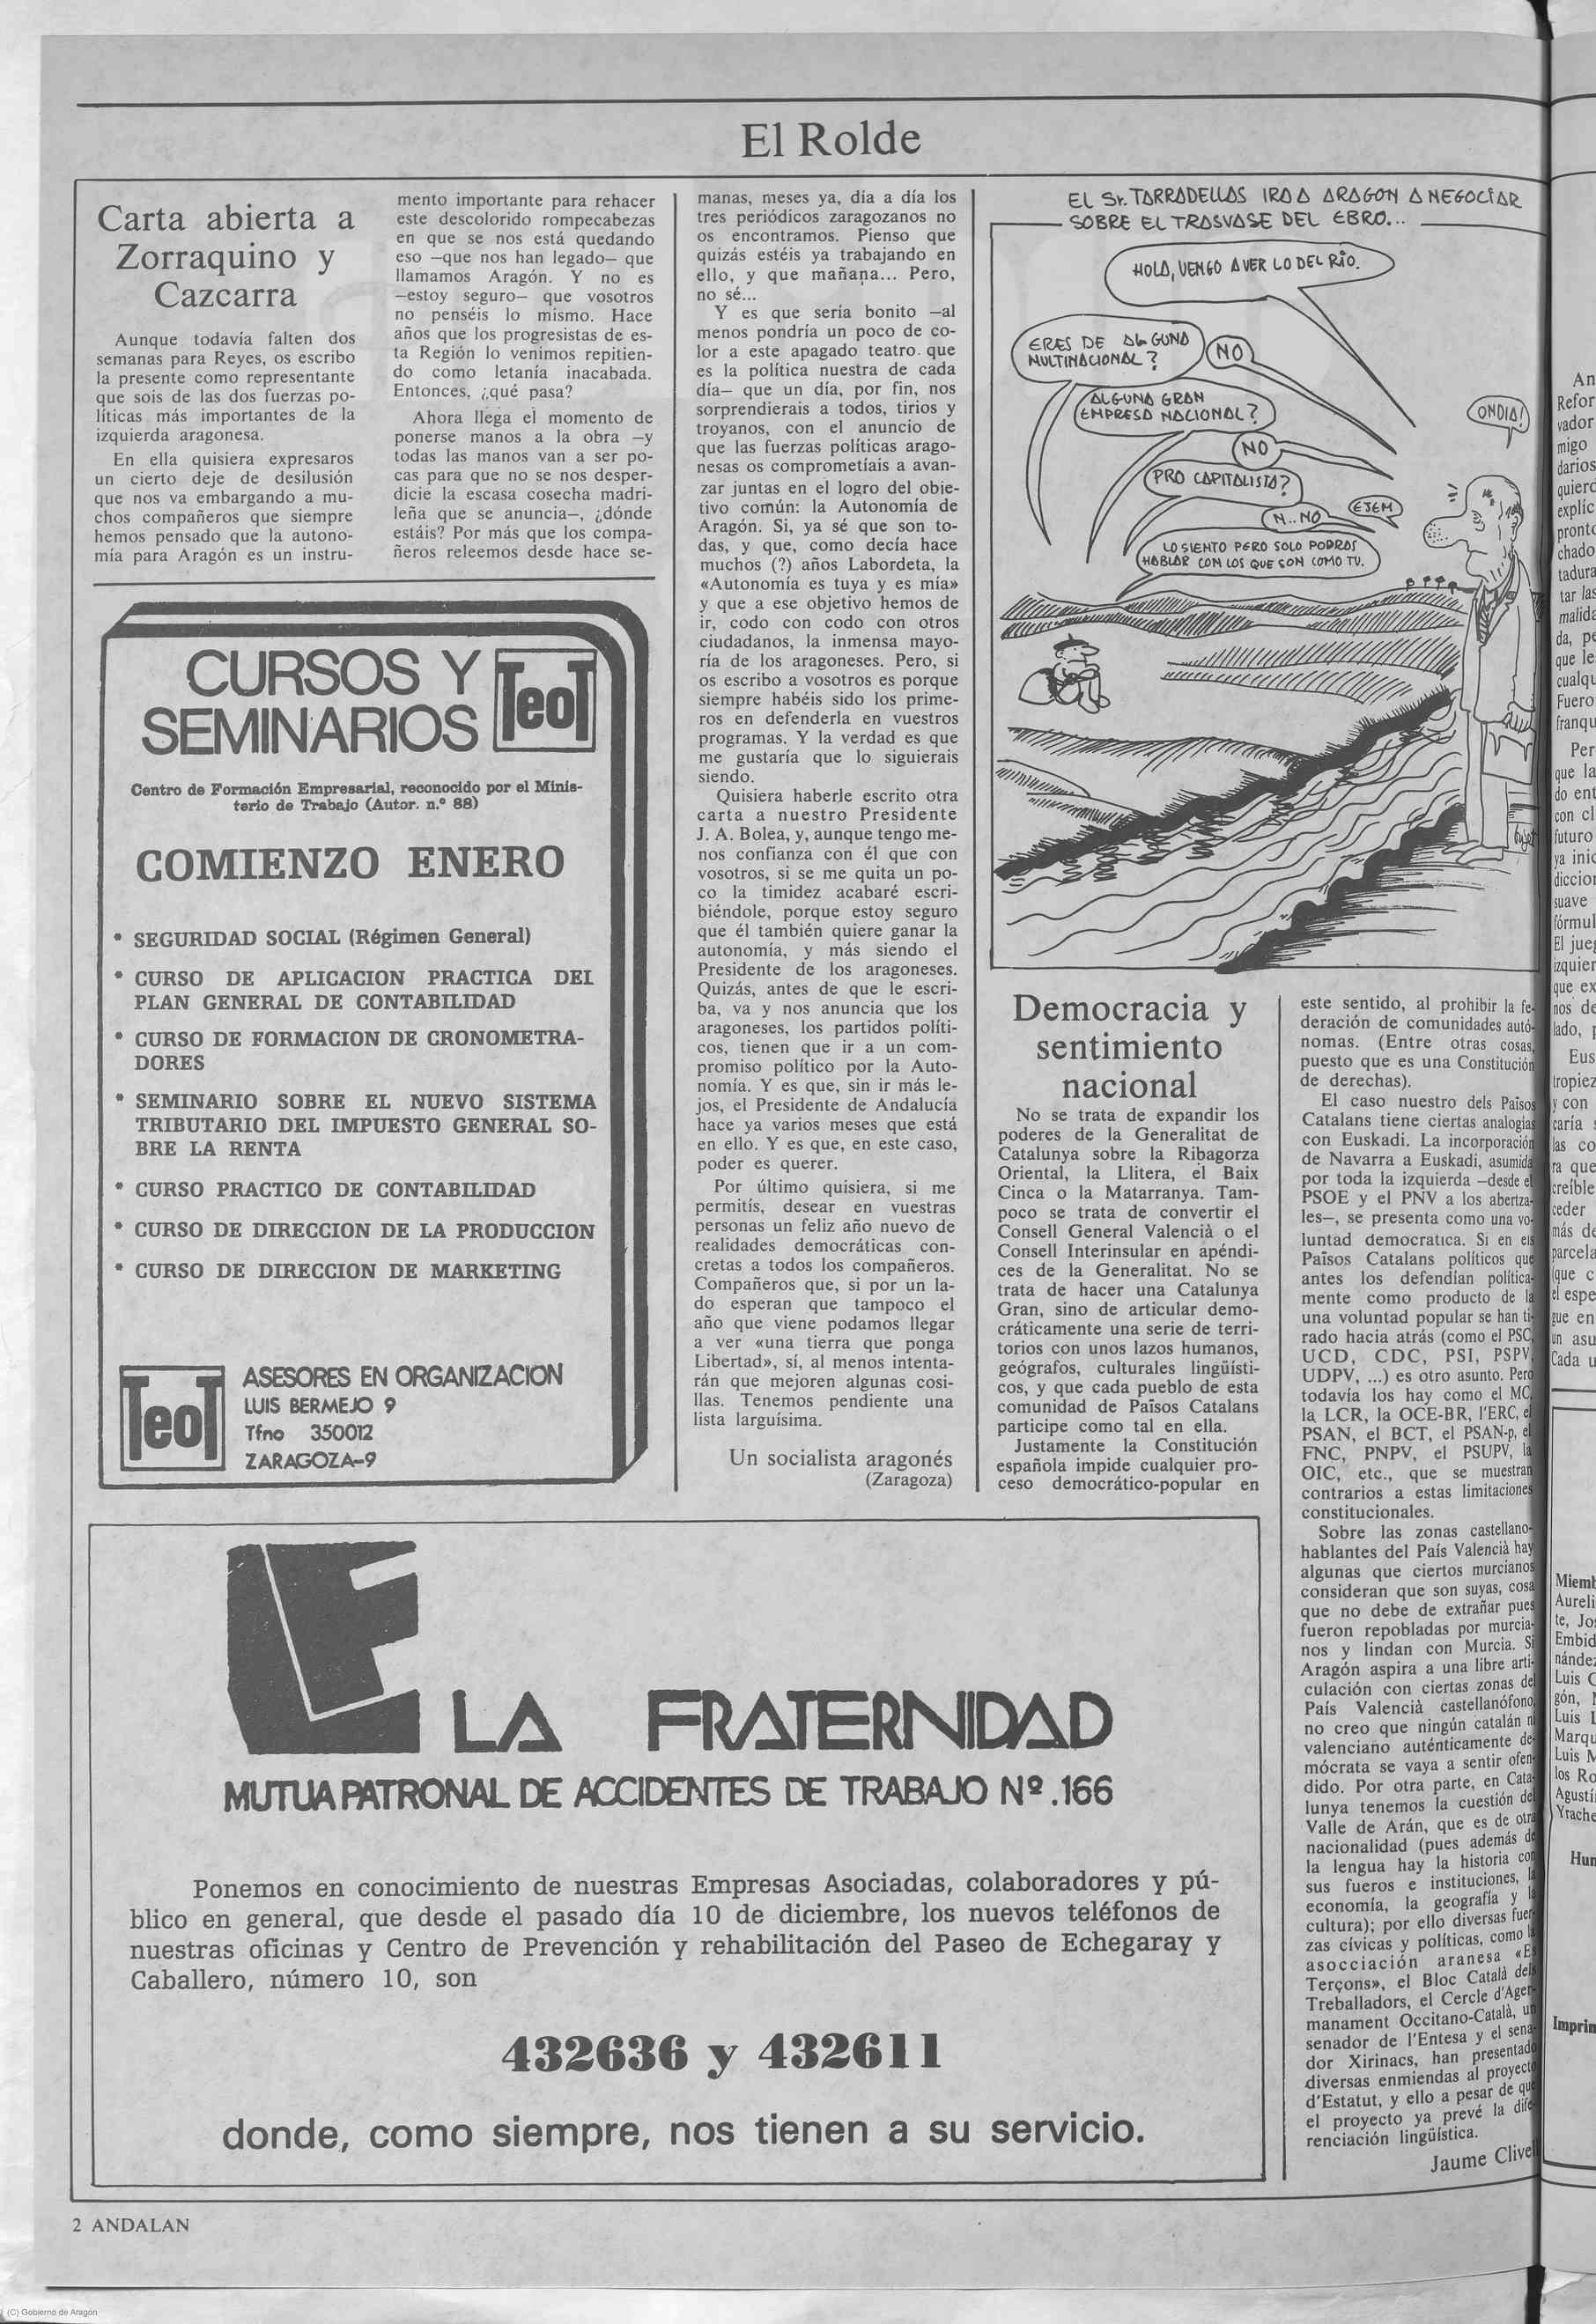 El Rolde
Carta abierta a
Zorraquino y
Cazcarra
Aunque todavía falten dos
semanas para Reyes, os escribo
la presente como representante
que sois de las dos fuerzas po-
líticas más importantes de la
izquierda aragonesa.
En ella quisiera expresaros
un cierto deje de desilusión
que nos va embargando a mu-
chos compañeros que siempre
hemos pensado que la autono-
mía para Aragón es un instru-
mento importante para rehacer
este descolorido rompecabezas
en que se nos está quedando
eso —que nos han legado— que
llamamos Aragón. Y no es
—estoy seguro— que vosotros
no penséis lo mismo. Hace
años que los progresistas de es-
ta Región lo venimos repitien-
do como letanía inacabada.
Entonces, ¿qué pasa?
Ahora llega el momento de
ponerse manos a la obra —y
todas las manos van a ser po-
cas para que no se nos desper-
dicie la escasa cosecha madri-
leña que se anuncia—, ¿dónde
estáis? Por más que los compa-
ñeros releemos desde hace se-
manas, meses ya, día a día los
tres periódicos zaragozanos no
os encontramos. Pienso que
quizás estéis ya trabajando en
ello, y que mañana... Pero,
no sé...
Y es que sería bonito —al
menos pondría un poco de co-
lor a este apagado teatro que
es la política nuestra de cada
día— que un día, por fin, nos
sorprendierais a todos, tirios y
troyanos, con el anuncio de
que las fuerzas políticas arago-
nesas os comprometíais a avan-
zar juntas en el logro del obje-
tivo común: la Autonomía de
Aragón. Si, ya sé que son to-
das, y que, como decía hace
muchos (?) años Labordeta, la
«Autonomía es tuya y es mía»
y que a ese objetivo hemos de
ir, codo con codo con otros
ciudadanos, la inmensa mayo-
ría de los aragoneses. Pero, si
os escribo a vosotros es porque
siempre habéis sido los prime-
ros en defenderla en vuestros
programas. Y la verdad es que
me gustaría que lo siguierais
siendo.
Quisiera haberle escrito otra
carta a nuestro Presidente
J. A. Bolea, y, aunque tengo me-
nos confianza con él que con
vosotros, si se me quita un po-
co la timidez acabaré escri-
biéndole, porque estoy seguro
que él también quiere ganar la
autonomía, y más siendo el
Presidente de los aragoneses.
Quizás, antes de que le escri-
ba, va y nos anuncia que los
aragoneses, los partidos políti-
cos, tienen que ir a un com-
promiso político por la Auto-
nomía. Y es que, sin ir más le-
jos, el Presidente de Andalucía
hace ya varios meses que está
en ello. Y es que, en este caso,
poder es querer.
Por último quisiera, si me
permitís, desear en vuestras
personas un feliz año nuevo de
realidades democráticas con-
cretas a todos los compañeros.
Compañeros que, si por un la-
do esperan que tampoco el
año que viene podamos llegar
a ver «una tierra que ponga
Libertad», sí, al menos intenta-
rán que mejoren algunas cosi-
llas. Tenemos pendiente una
lista larguísima.
Un socialista aragonés
(Zaragoza)
CURSOS Y
SEMINARIOS
TeoT
Centro de Formación Empresarial, reconocido por el Minis-
terio de Trabajo (Autor. n.º 88)
COMIENZO ENERO
* SEGURIDAD SOCIAL (Régimen General)
* CURSO DE APLICACION PRACTICA DEL
PLAN GENERAL DE CONTABILIDAD
* CURSO DE FORMACION DE CRONOMETRA-
DORES
* SEMINARIO SOBRE EL NUEVO SISTEMA
TRIBUTARIO DEL IMPUESTO GENERAL SO-
BRE LA RENTA
* CURSO PRACTICO DE CONTABILIDAD
* CURSO DE DIRECCION DE LA PRODUCCION
* CURSO DE DIRECCION DE MARKETING
TeoT
ASESORES EN ORGANIZACION
LUIS BERMEJO 9
Tfno 350012
ZARAGOZA-9
EL Sr. TARRADELLAS IRA A ARAGON A NEGOCIAR
SOBRE EL TRASVASE DEL EBRO...
HOLA, VENGO A VER LO DEL RÍO.
ERES DE ALGUNA
MULTINACIONAL?
NO
ALGUNA GRAN
EMPRESA NACIONAL?
NO
PRO CAPITALISTA?
N..NO
EJEM
LO SIENTO PERO SOLO PODRAS
HABLAR CON LOS QUE SON COMO TU.
ONDIA!
Democracia y
sentimiento
nacional
No se trata de expandir los
poderes de la Generalitat de
Catalunya sobre la Ribagorza
Oriental, la Llitera, el Baix
Cinca o la Matarranya. Tam-
poco se trata de convertir el
Consell General Valencià o el
Consell Interinsular en apéndi-
ces de la Generalitat. No se
trata de hacer una Catalunya
Gran, sino de articular demo-
cráticamente una serie de terri-
torios con unos lazos humanos,
geógrafos, culturales lingüísti-
cos, y que cada pueblo de esta
comunidad de Països Catalans
participe como tal en ella.
Justamente la Constitución
española impide cualquier pro-
ceso democrático-popular en
este sentido, al prohibir la fe-
deración de comunidades autó-
nomas. (Entre otras cosas,
puesto que es una Constitución
de derechas).
El caso nuestro dels Països
Catalans tiene ciertas analogías
con Euskadi. La incorporación
de Navarra a Euskadi, asumida
por toda la izquierda —desde el
PSOE y el PNV a los abertza-
les—, se presenta como una vo-
luntad democratica. Si en els
Països Catalans políticos que
antes los defendían política-
mente como producto de la
una voluntad popular se han ti-
rado hacia atrás (como el PSC,
UCD, CDC, PSI, PSPV,
UDPV, ...) es otro asunto. Pero
todavía los hay como el MC,
la LCR, la OCE-BR, l'ERC, el
PSAN, el BCT, el PSAN-p, el
FNC, PNPV, el PSUPV, la
OIC, etc., que se muestran
contrarios a estas limitaciones
constitucionales.
Sobre las zonas castellano-
hablantes del País Valencià hay
algunas que ciertos murcianos
consideran que son suyas, cosa
que no debe de extrañar pues
fueron repobladas por murcia-
nos y lindan con Murcia. Si
Aragón aspira a una libre arti-
culación con ciertas zonas del
País Valencià castellanófono,
no creo que ningún catalán ni
valenciano auténticamente de-
mócrata se vaya a sentir ofen-
dido. Por otra parte, en Cata-
lunya tenemos la cuestión del
Valle de Arán, que es de otra
nacionalidad (pues además de
la lengua hay la historia con
sus fueros e instituciones, la
economía, la geografía y la
cultura); por ello diversas fuer-
zas cívicas y políticas, como la
asocciación aranesa «Es
Terçons», el Bloc Català dels
Treballadors, el Cercle d'Ager-
manament Occitano-Català, un
senador de l'Entesa y el sena-
dor Xirinacs, han presentado
diversas enmiendas al proyecto
d'Estatut, y ello a pesar de que
el proyecto ya prevé la dife-
renciación lingüística.
Jaume Clivel
LA FRATERNIDAD
MUTUA PATRONAL DE ACCIDENTES DE TRABAJO Nº .166
Ponemos en conocimiento de nuestras Empresas Asociadas, colaboradores y pú-
blico en general, que desde el pasado día 10 de diciembre, los nuevos teléfonos de
nuestras oficinas y Centro de Prevención y rehabilitación del Paseo de Echegaray y
Caballero, número 10, son
432636 y 432611
donde, como siempre, nos tienen a su servicio.
2 ANDALAN
(C) Gobierno de Aragón